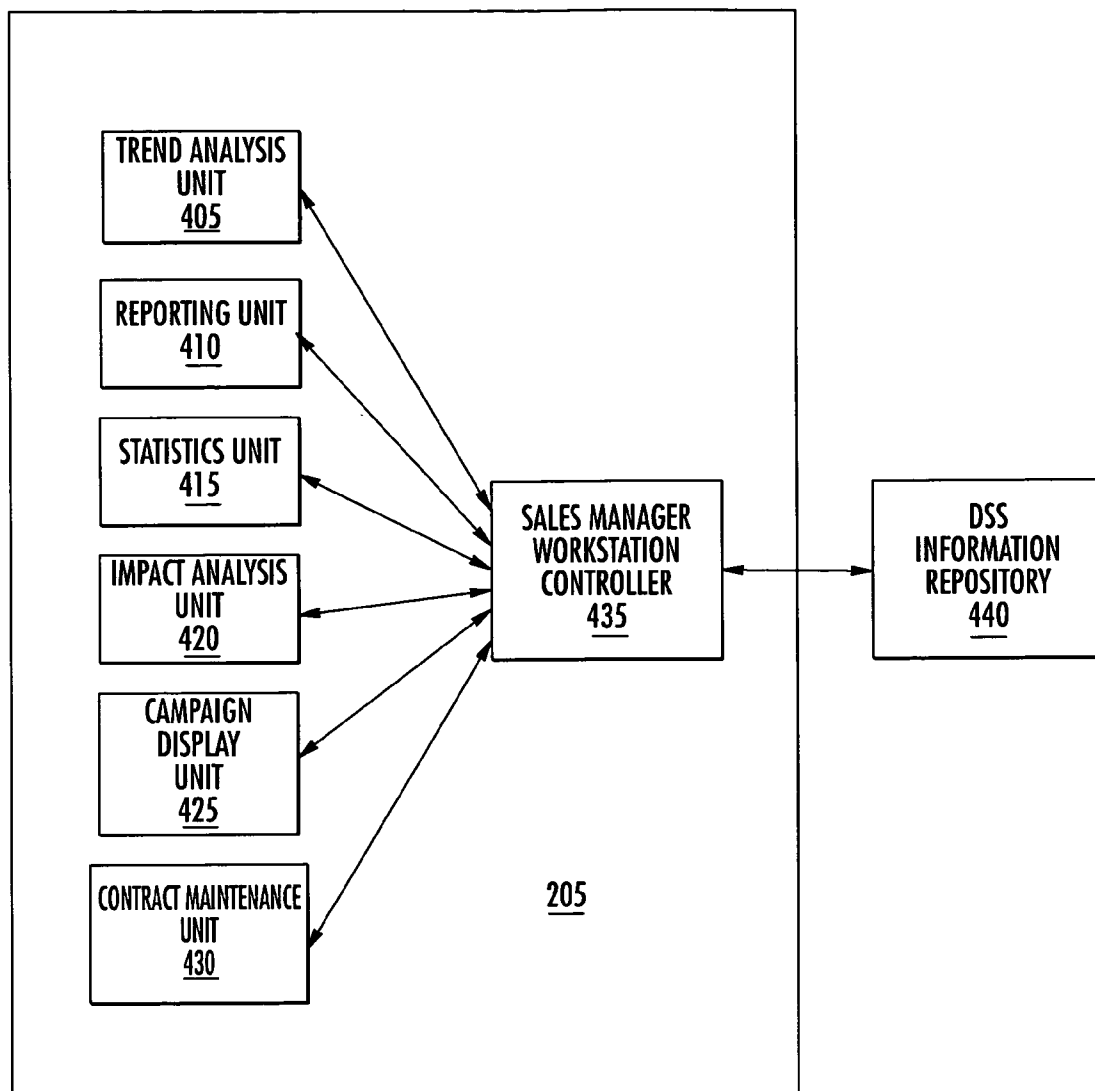 TREND ANALYSIS
UNIT
405
REPORTING UNIT
410
STATISTICS UNIT
415
IMPACT ANALYSIS
UNIT
420
CAMPAIGN
DISPLAY
UNIT
425
CONTRACT MAINTENANCE
UNIT
430
SALES MANAGER
WORKSTATION
CONTROLLER
435
DSS
INFORMATION
REPOSITORY
440
205